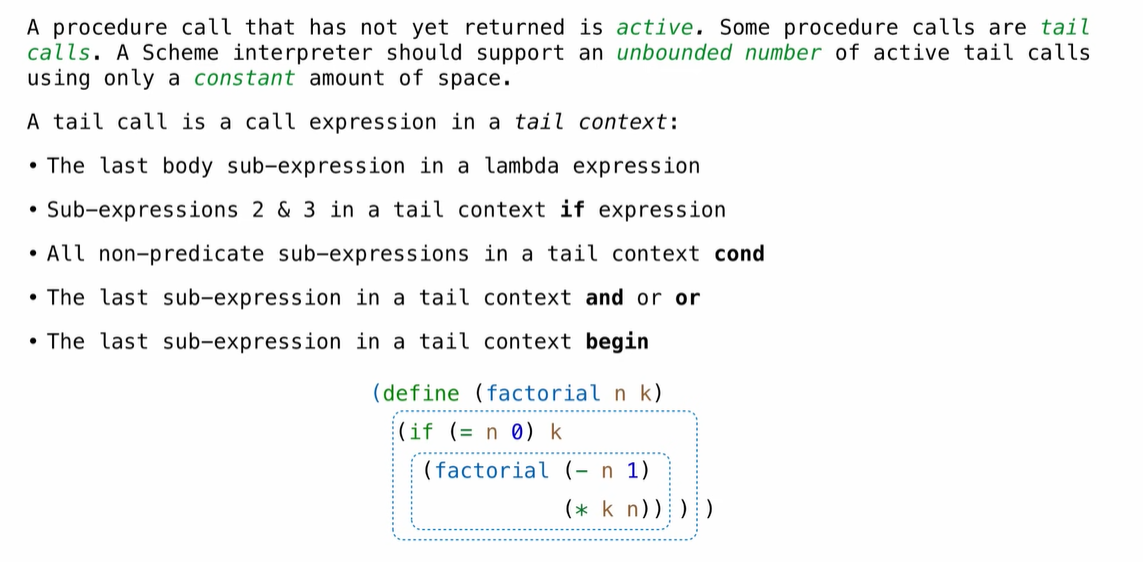 A procedure call that has not yet returned is active. Some procedure calls are tail
calls. A Scheme interpreter should support an unbounded number of active tail calls
using only a constant amount of space.
A tail call is a call expression in a tail context:
• The last body sub-expression in a lambda expression
• Sub-expressions 2 & 3 in a tail context if expression
• All non-predicate sub-expressions in a tail context cond
• The last sub-expression in a tail context and or or
• The last sub-expression in a tail context begin
(define (factorial n k)
(if (= n 0) k
(factorial (- n 1)
(* k n)) ) )